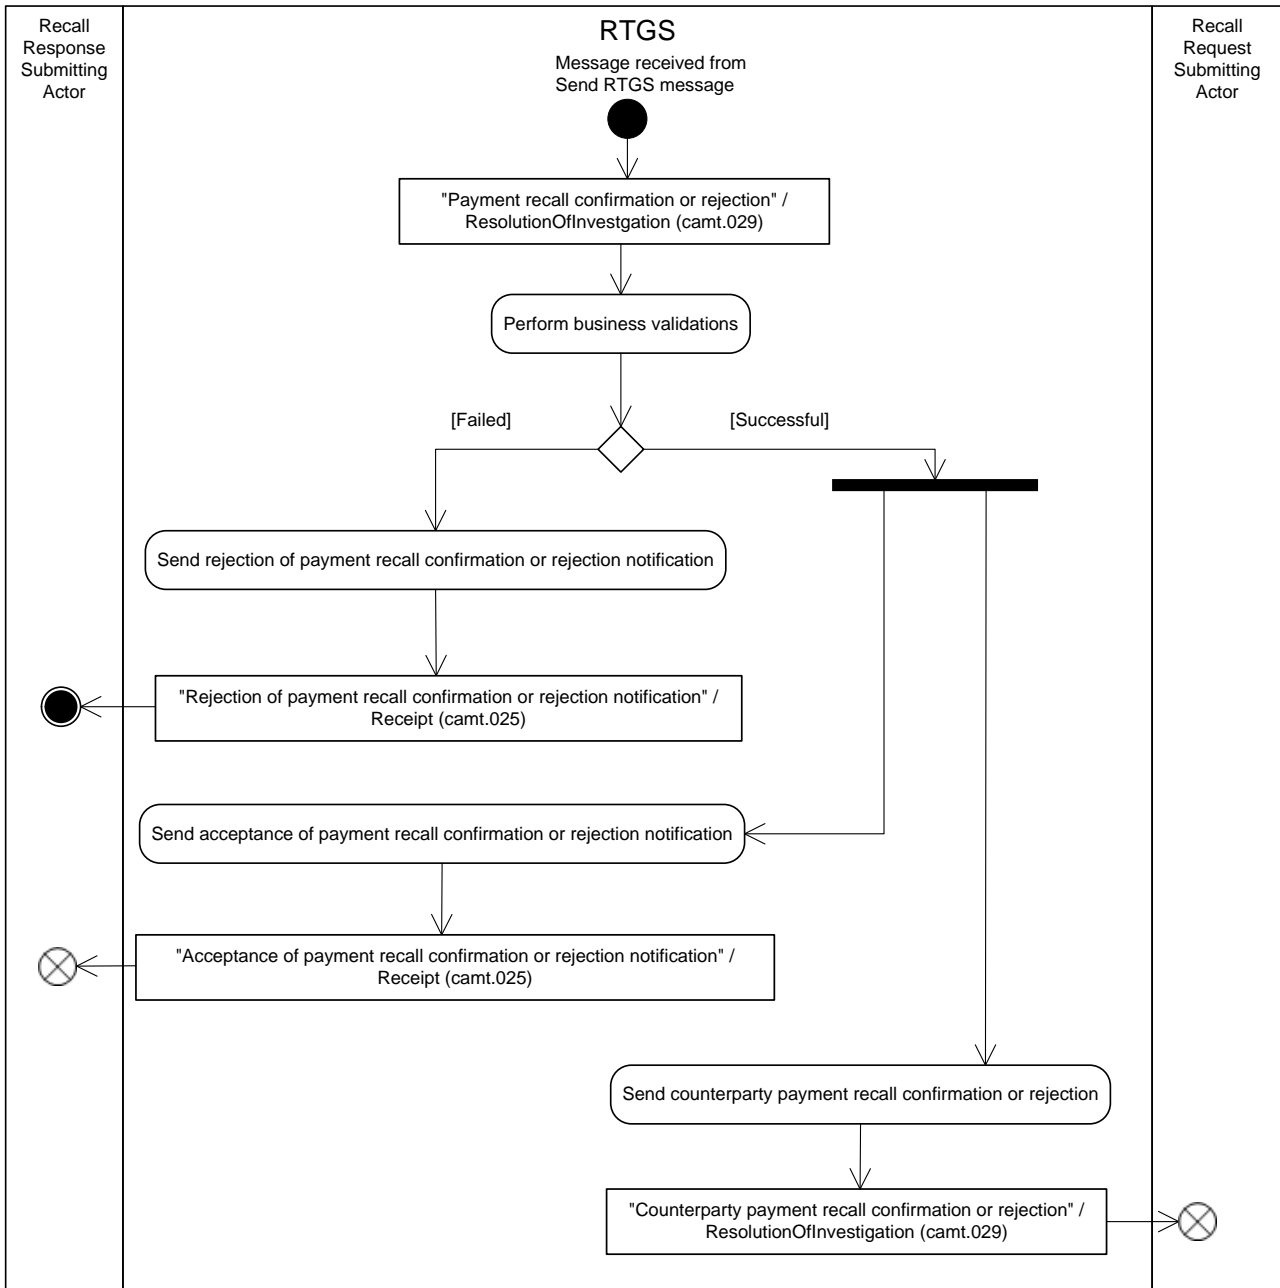 Recall
Response
Submitting
Actor
RTGS
Message received from
Send RTGS message
Recall
Request
Submitting
Actor
"Payment recall confirmation or rejection" /
ResolutionOfInvestgation (camt.029)
Perform business validations
[Failed]
[Successful]
Send rejection of payment recall confirmation or rejection notification
"Rejection of payment recall confirmation or rejection notification" /
Receipt (camt.025)
Send acceptance of payment recall confirmation or rejection notification
"Acceptance of payment recall confirmation or rejection notification" /
Receipt (camt.025)
Send counterparty payment recall confirmation or rejection
"Counterparty payment recall confirmation or rejection" /
ResolutionOfInvestigation (camt.029)